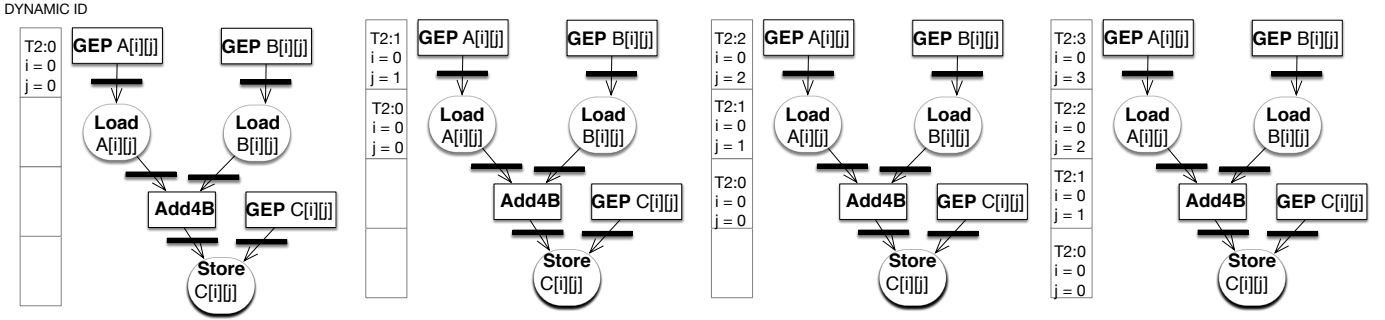 DYNAMIC ID
T2:0
i = 0
j = 0
GEP A[i][j]
GEP B[i][j]
Load
A[i][j]
Load
B[i][j]
Add4B
GEP C[i][j]
Store
C[i][j]
T2:1
i = 0
j = 1
T2:0
i = 0
j = 0
GEP A[i][j]
GEP B[i][j]
Load
A[i][j]
Load
B[i][j]
Add4B
GEP C[i][j]
Store
C[i][j]
T2:2
i = 0
j = 2
T2:1
i = 0
j = 1
T2:0
i = 0
j = 0
GEP A[i][j]
GEP B[i][j]
Load
A[i][j]
Load
B[i][j]
Add4B
GEP C[i][j]
Store
C[i][j]
T2:3
i = 0
j = 3
T2:2
i = 0
j = 2
T2:1
i = 0
j = 1
T2:0
i = 0
j = 0
GEP A[i][j]
GEP B[i][j]
Load
A[i][j]
Load
B[i][j]
Add4B
GEP C[i][j]
Store
C[i][j]